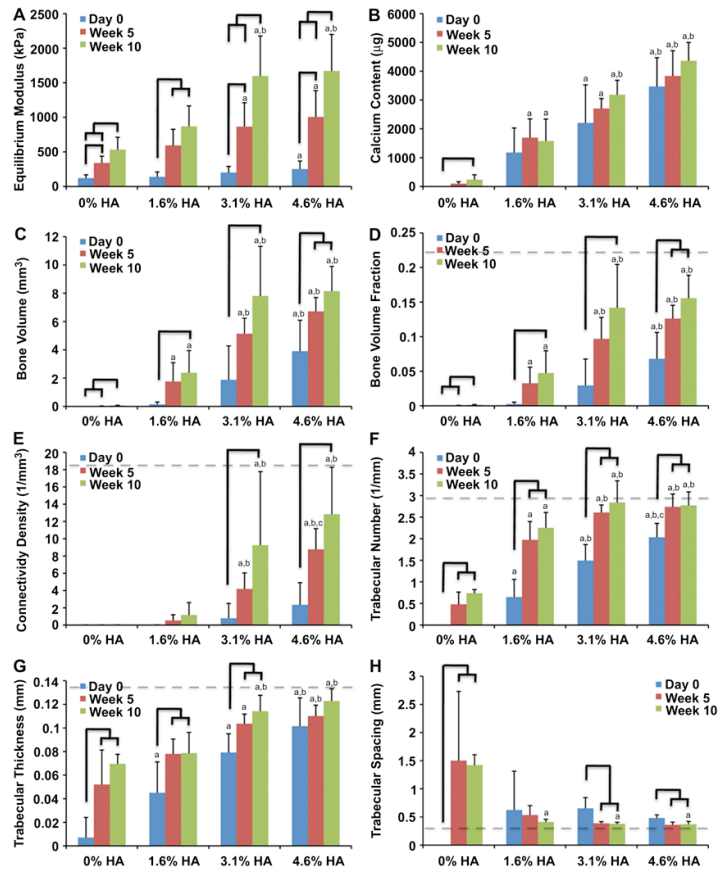 A
Equilibrium Modulus (kPa)
2500
2000
1500
1000
500
0
Day 0
Week 5
Week 10
a
a
a
a,b
a,b
0% HA
1.6% HA
3.1% HA
4.6% HA
B
Calcium Content (µg)
6000
5000
4000
3000
2000
1000
0
Day 0
Week 5
Week 10
a
a
a
a
a,b
a,b
a,b
a,b
0% HA
1.6% HA
3.1% HA
4.6% HA
C
Bone Volume (mm³)
12
10
8
6
4
2
0
Day 0
Week 5
Week 10
a
a
a,b
a,b
a,b
a,b
a,b
0% HA
1.6% HA
3.1% HA
4.6% HA
D
Bone Volume Fraction
0.25
0.2
0.15
0.1
0.05
0
Day 0
Week 5
Week 10
a
a
a,b
a,b
a,b
a,b
a,b
0% HA
1.6% HA
3.1% HA
4.6% HA
E
Connectividy Density (1/mm³)
20
18
16
14
12
10
8
6
4
2
0
Day 0
Week 5
Week 10
a,b
a,b
a,b,c
a,b
0% HA
1.6% HA
3.1% HA
4.6% HA
F
Trabecular Number (1/mm)
4
3.5
3
2.5
2
1.5
1
0.5
0
Day 0
Week 5
Week 10
a
a
a
a,b
a,b
a,b
a,b,c
a,b
a,b
0% HA
1.6% HA
3.1% HA
4.6% HA
G
Trabecular Thickness (mm)
0.14
0.12
0.1
0.08
0.06
0.04
0.02
0
Day 0
Week 5
Week 10
a
a
a,b
a,b
a,b
a,b
a,b
0% HA
1.6% HA
3.1% HA
4.6% HA
H
Trabecular Spacing (mm)
3
2.5
2
1.5
1
0.5
0
Day 0
Week 5
Week 10
a
a
a
0% HA
1.6% HA
3.1% HA
4.6% HA